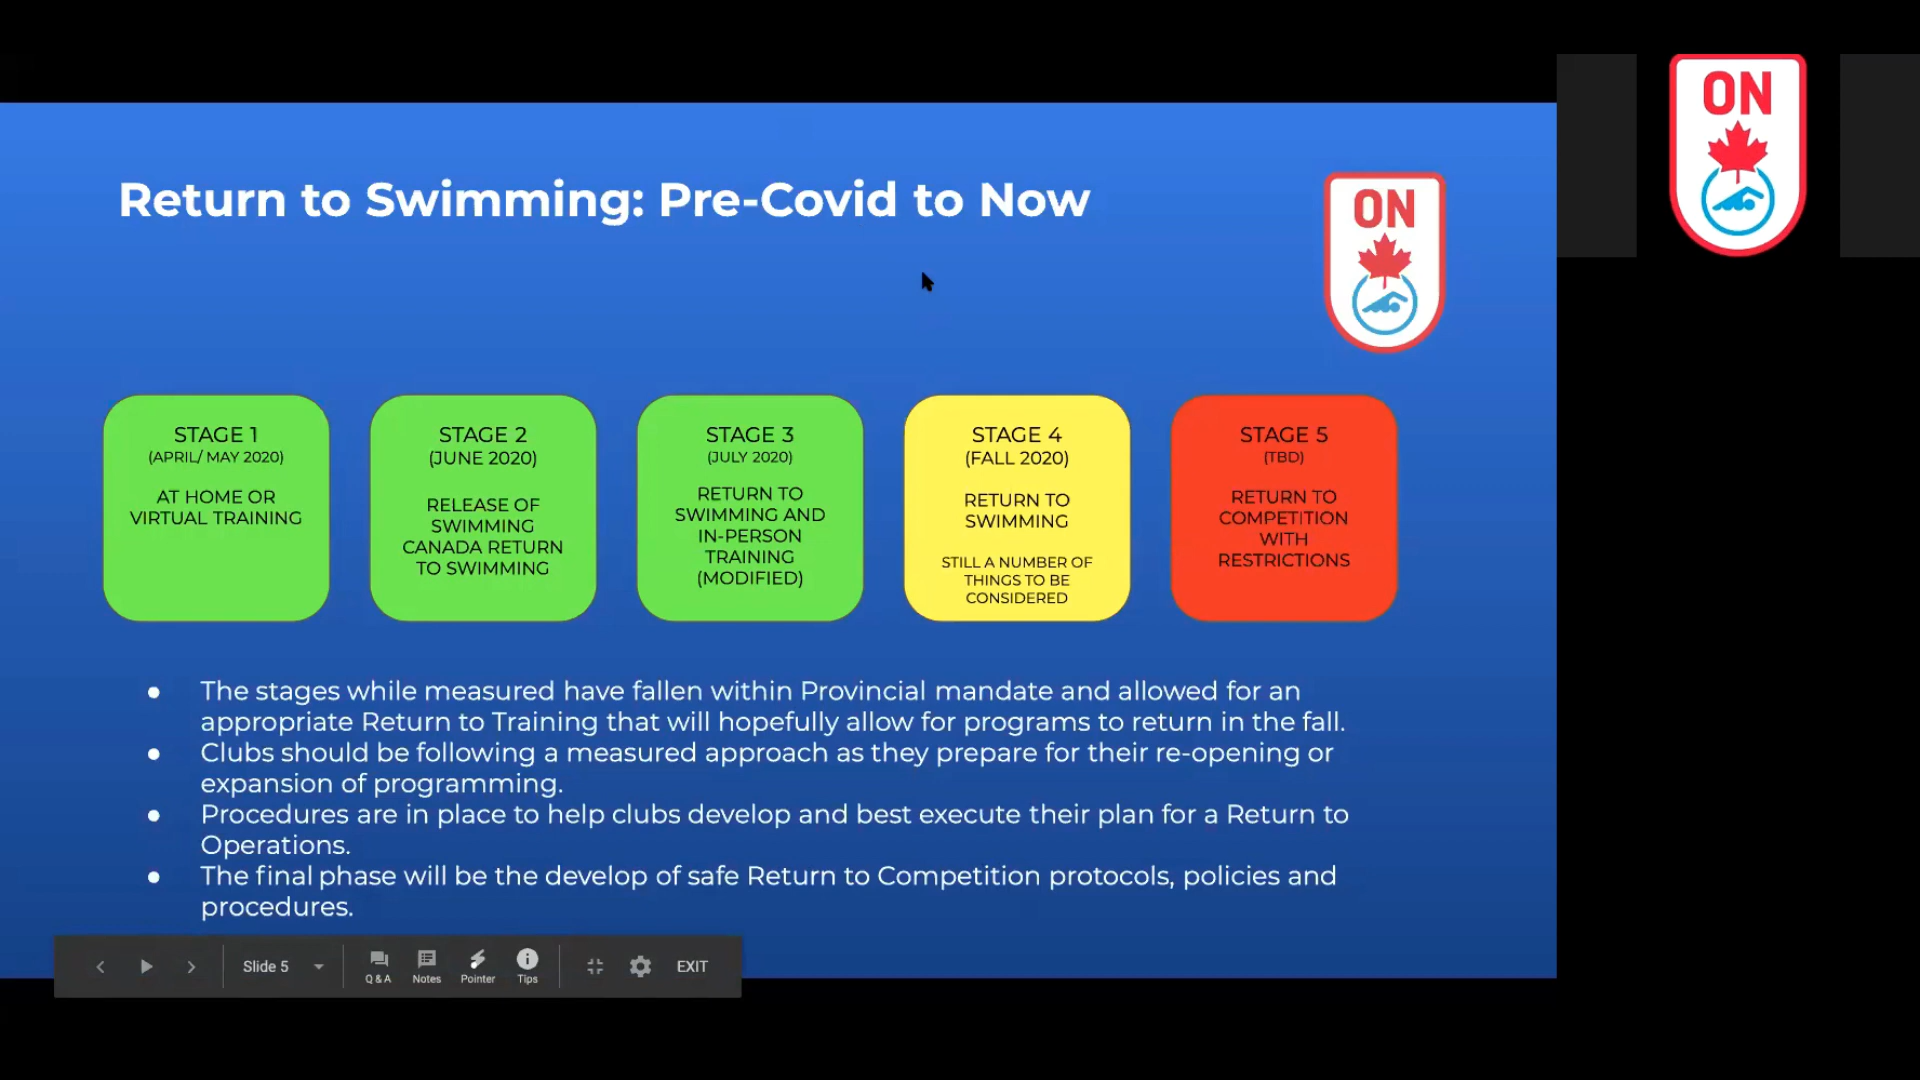 ON
Return to Swimming: Pre-Covid to Now
ON
STAGE 1
(APRIL/ MAY 2020)
AT HOME OR
VIRTUAL TRAINING
STAGE 2
(JUNE 2020)
RELEASE OF
SWIMMING
CANADA RETURN
TO SWIMMING
STAGE 3
(JULY 2020)
RETURN TO
SWIMMING AND
IN-PERSON
TRAINING
(MODIFIED)
STAGE 4
(FALL 2020)
RETURN TO
SWIMMING
STILL A NUMBER OF
THINGS TO BE
CONSIDERED
STAGE 5
(TBD)
RETURN TO
COMPETITION
WITH
RESTRICTIONS
● The stages while measured have fallen within Provincial mandate and allowed for an
appropriate Return to Training that will hopefully allow for programs to return in the fall.
● Clubs should be following a measured approach as they prepare for their re-opening or
expansion of programming.
● Procedures are in place to help clubs develop and best execute their plan for a Return to
Operations.
● The final phase will be the develop of safe Return to Competition protocols, policies and
procedures.
Slide 5
Q & A
Notes
Pointer
Tips
EXIT